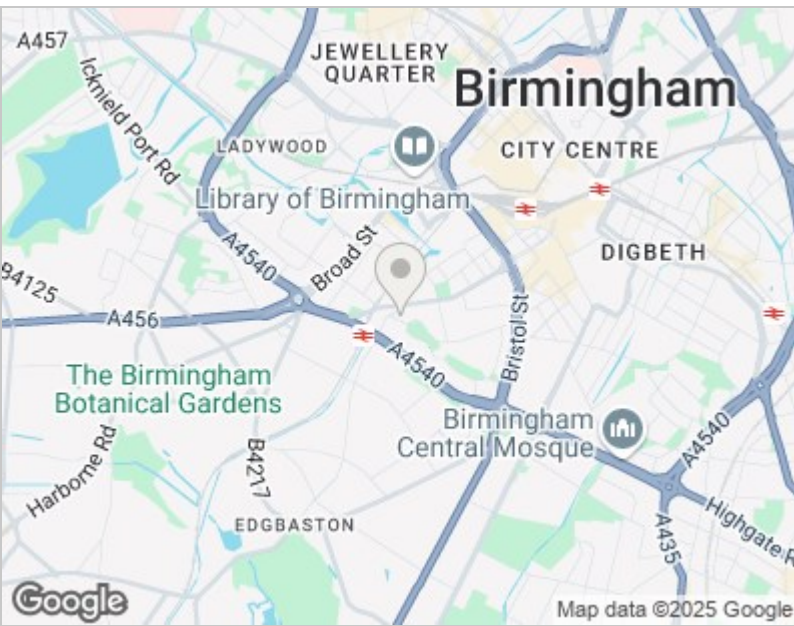 A457
JEWELLERY
QUARTER
Birmingham
Icknield Port Rd
LADYWOOD
CITY CENTRE
Library of Birmingham
A4540
Broad St
DIGBETH
B4125
A456
Bristol St
A4540
The Birmingham
Botanical Gardens
Birmingham
Central Mosque
A4540
Harborne Rd
B4217
EDGBASTON
A435
Highgate R
Google
Map data ©2025 Google